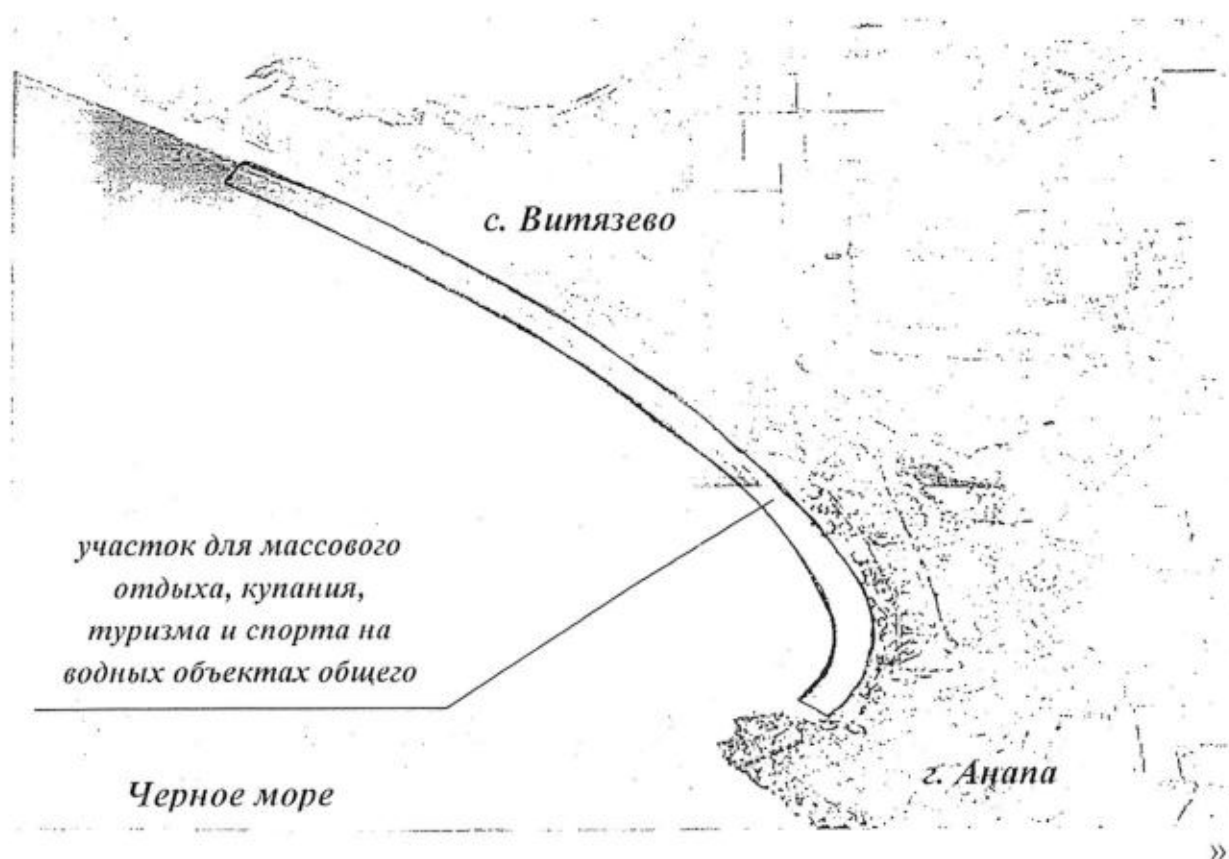 с. Витязево
участок для массового
отдыха, купания,
туризма и спорта на
водных объектах общего
Черное море
г. Анапа
»